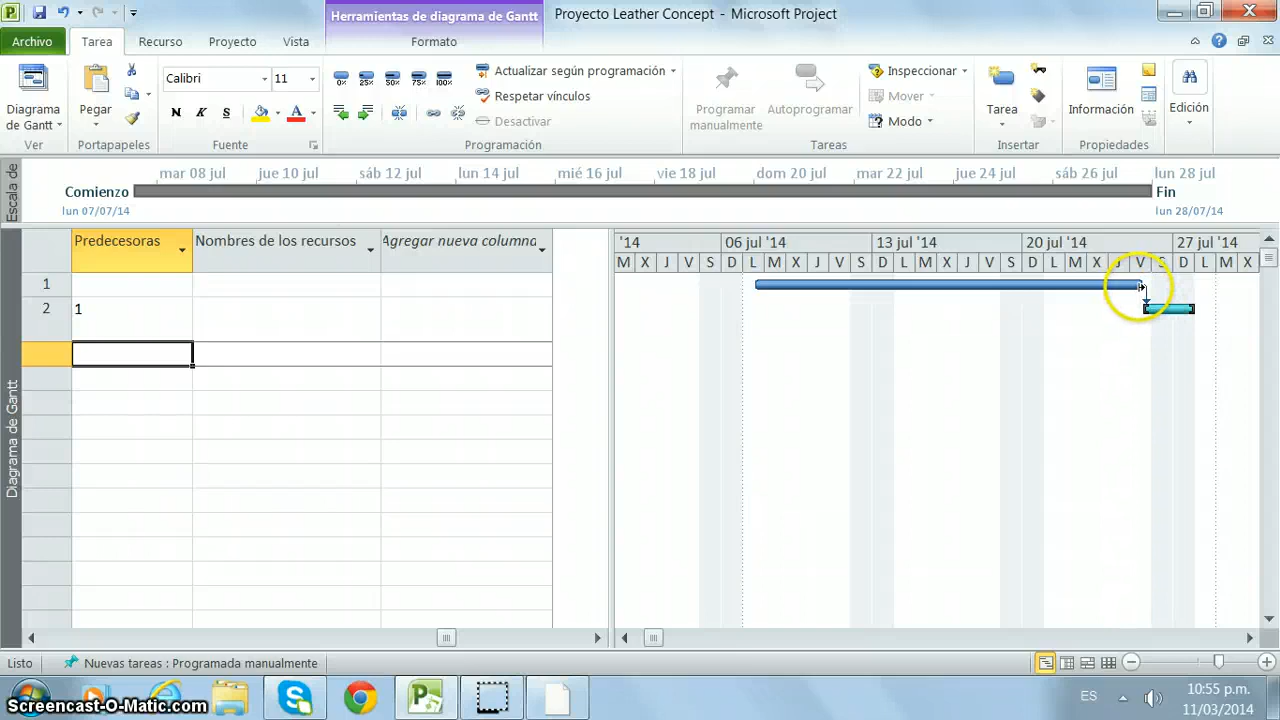 Herramientas de diagrama de Gantt
Proyecto Leather Concept - Microsoft Project
Archivo
Tarea
Recurso
Proyecto
Vista
Formato
Diagrama de Gantt
Ver
Pegar
Portapapeles
Calibri
11
N K S
A
Fuente
0% 25% 50% 75% 100%
Actualizar según programación
Respetar vínculos
Desactivar
Programación
Programar manualmente
Autoprogramar
Inspeccionar
Mover
Modo
Tareas
Tarea
Insertar
Información
Propiedades
Edición
Escala de
mar 08 jul
jue 10 jul
sáb 12 jul
lun 14 jul
mié 16 jul
vie 18 jul
dom 20 jul
mar 22 jul
jue 24 jul
sáb 26 jul
lun 28 jul
Comienzo
lun 07/07/14
Fin
lun 28/07/14
Predecesoras
Nombres de los recursos
Agregar nueva columna
'14
06 jul '14
13 jul '14
20 jul '14
27 jul '14
M X J V S D L M X J V S D L M X J V S D L M X J V S D L M X
1
2
1
Diagrama de Gantt
Listo
Nuevas tareas : Programada manualmente
ES
10:55 p.m.
11/03/2014
Screencast-O-Matic.com